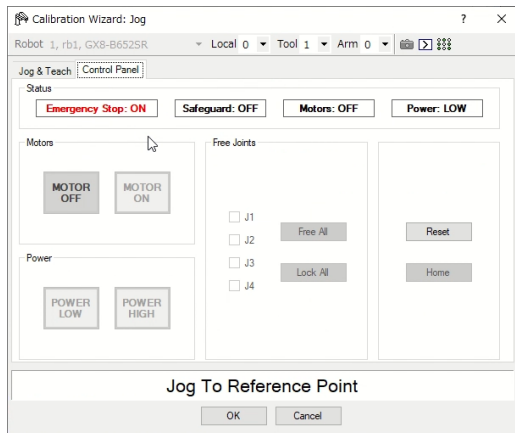 Calibration Wizard: Jog ? ×
Robot 1, rb1, GX8-B652SR Local 0 Tool 1 Arm 0
Jog & Teach Control Panel
Status
Emergency Stop: ON Safeguard: OFF Motors: OFF Power: LOW
Motors Free Joints
MOTOR OFF MOTOR ON
J1
J2
J3
J4
Free All
Lock All
Reset
Home
Power
POWER LOW POWER HIGH
Jog To Reference Point
OK Cancel